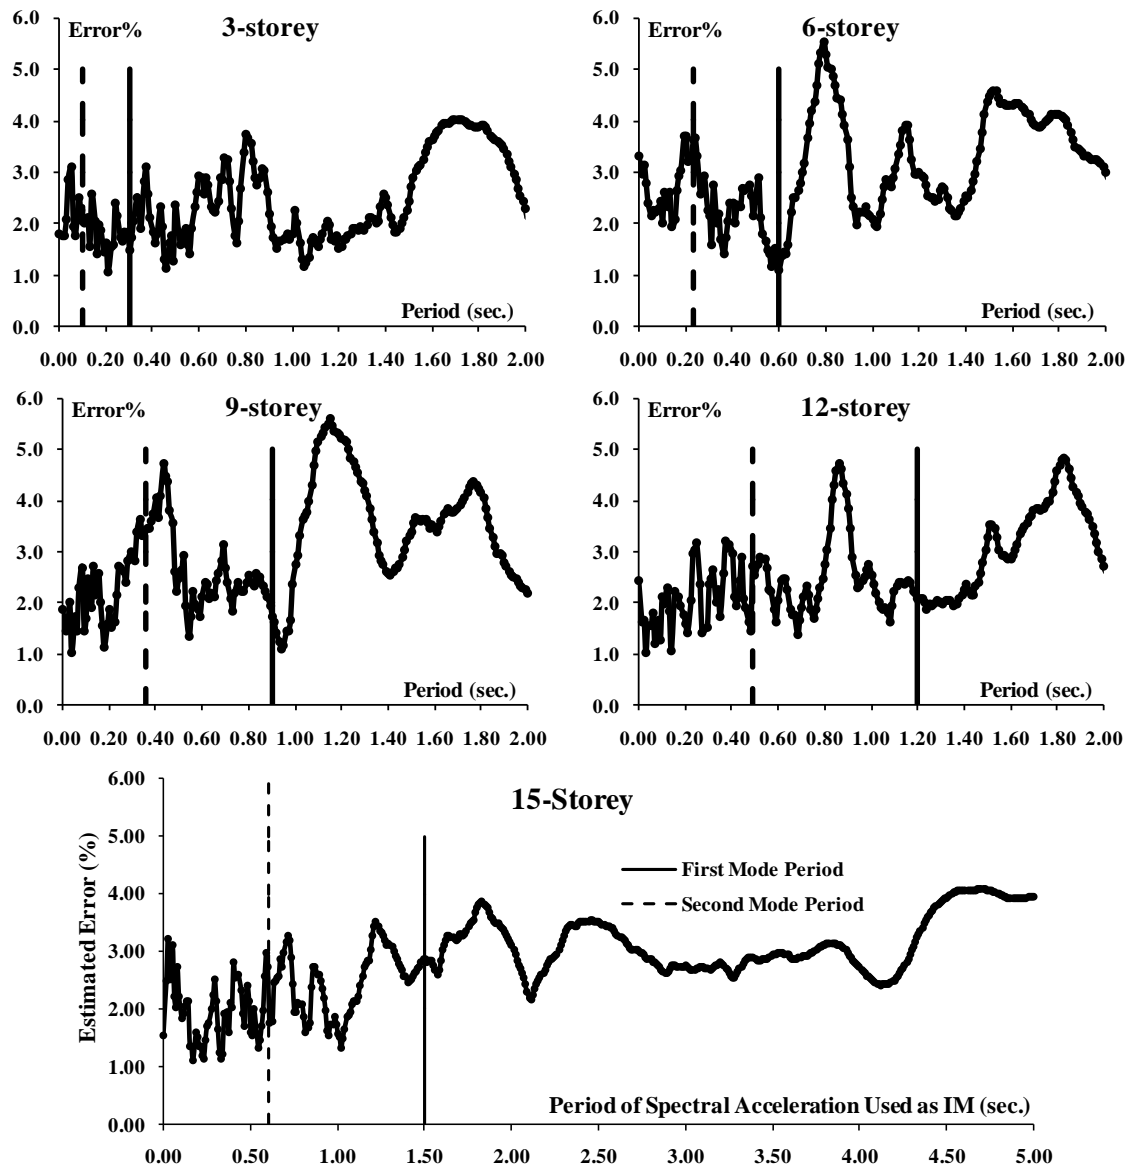 6.0 Error% 3-storey
5.0
4.0
3.0
2.0
1.0 Period (sec.)
0.0
0.00 0.20 0.40 0.60 0.80 1.00 1.20 1.40 1.60 1.80 2.00
6.0 Error% 6-storey
5.0
4.0
3.0
2.0
1.0 Period (sec.)
0.0
0.00 0.20 0.40 0.60 0.80 1.00 1.20 1.40 1.60 1.80 2.00
6.0 Error% 9-storey
5.0
4.0
3.0
2.0
1.0
0.0 Period (sec.)
0.00 0.20 0.40 0.60 0.80 1.00 1.20 1.40 1.60 1.80 2.00
6.0 Error% 12-storey
5.0
4.0
3.0
2.0
1.0
0.0 Period (sec.)
0.00 0.20 0.40 0.60 0.80 1.00 1.20 1.40 1.60 1.80 2.00
15-Storey
Estimated Error (%)
6.00
5.00
4.00
3.00
2.00
1.00
0.00
First Mode Period
Second Mode Period
Period of Spectral Acceleration Used as IM (sec.)
0.00 0.50 1.00 1.50 2.00 2.50 3.00 3.50 4.00 4.50 5.00